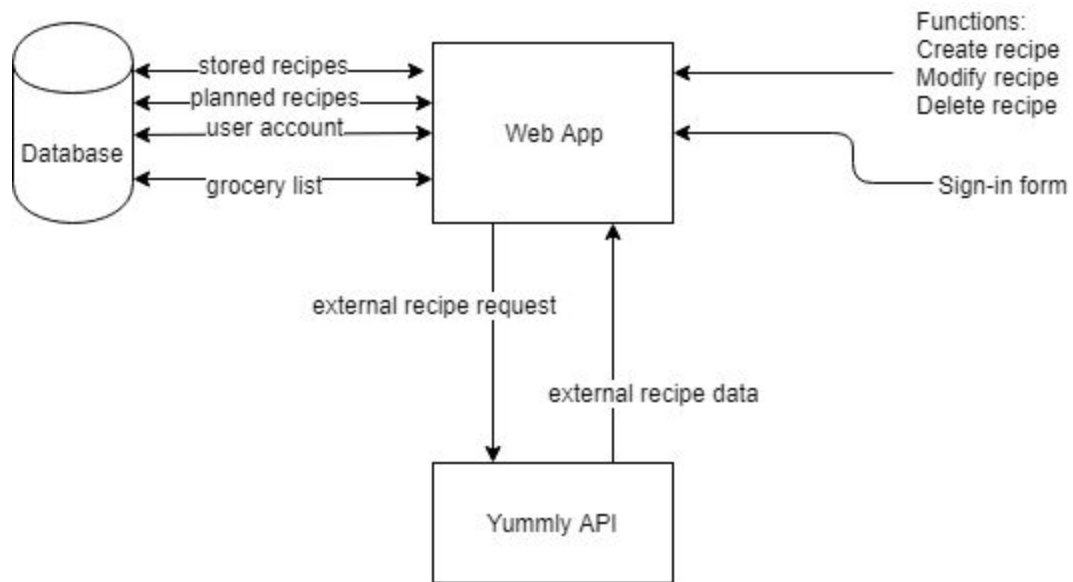 Functions:
Create recipe
Modify recipe
Delete recipe
stored recipes
planned recipes
user account
grocery list
Database
Web App
Sign-in form
external recipe request
external recipe data
Yummly API